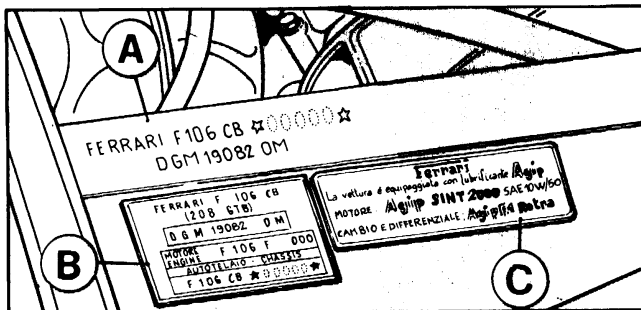 A
FERRARI F106 CB ☆00000☆
DGM 19082 OM
FERRARI F 106 CB
(208 GTB)
DGM 19082 OM
MOTORE
ENGINE F 106 F 000
AUTOTELAIO - CHASSIS
F 106 CB ★00000★
B
Ferrari
La vettura è equipaggiata con lubrificante Agip
MOTORE Agip SINT 2000 SAE 10W/50
CAMBIO E DIFFERENZIALE: Agip Rotra
C